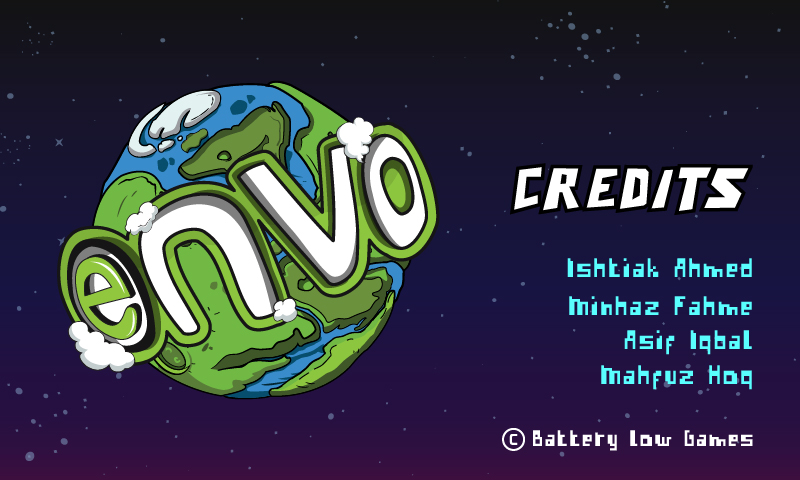 envo
CREDITS
Ishtiak Ahmed
Minhaz Fahme
Asif Iqbal
Mahfuz Hoq
© Battery Low Games